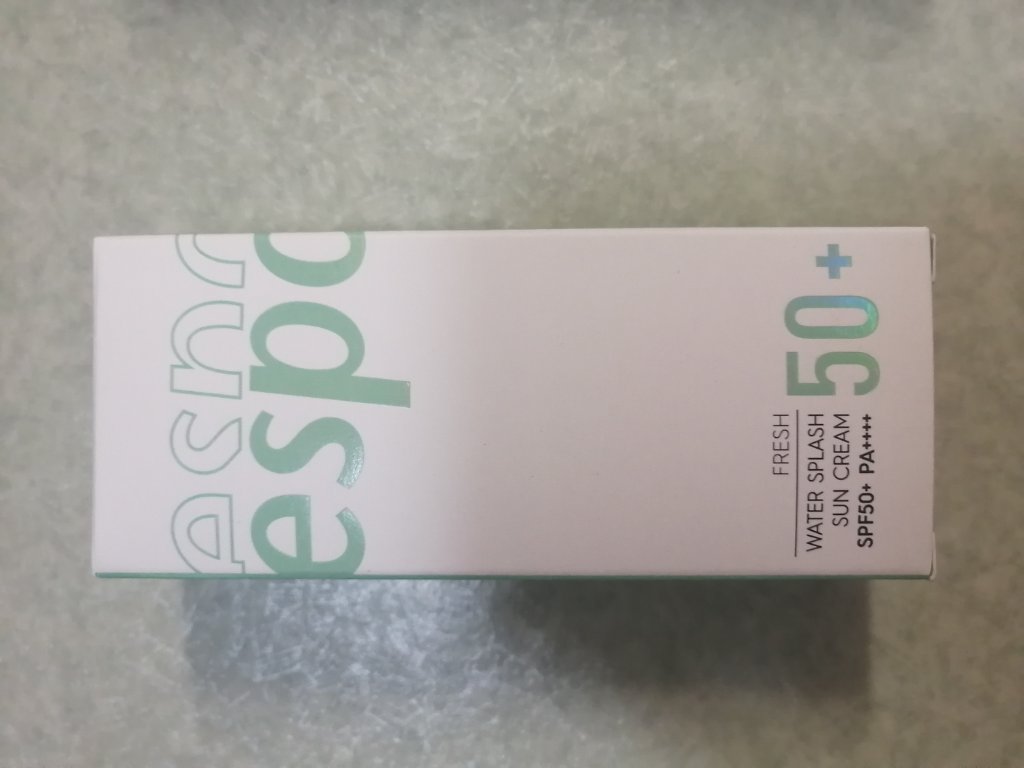 espo
FRESH
WATER SPLASH
SUN CREAM
SPF50+ PA++++
50+